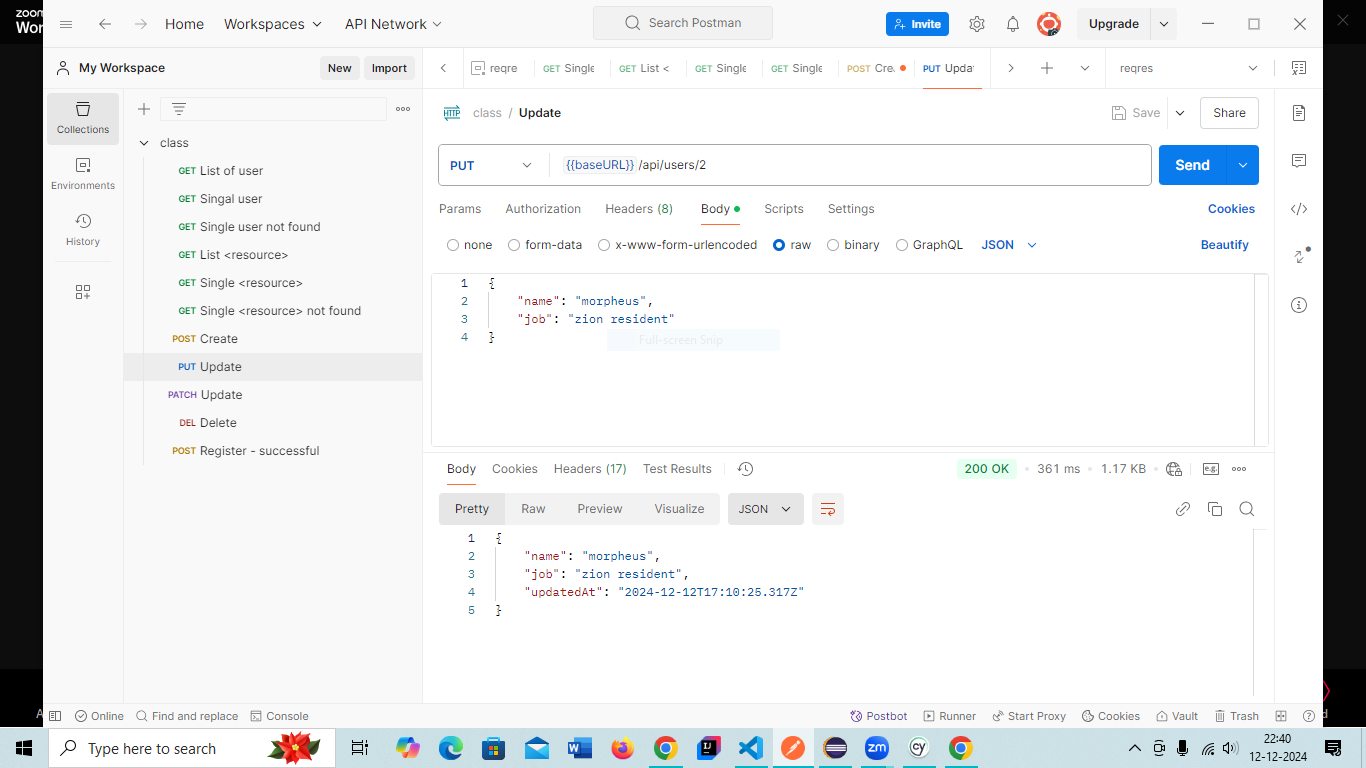 zoom
Wor
Home
Workspaces
API Network
Search Postman
Invite
Upgrade
My Workspace
New
Import
reqre
GET Single
GET List <
GET Single
GET Single
POST Cre
PUT Upda
reqres
Collections
Environments
History
class
GET List of user
GET Singal user
GET Single user not found
GET List <resource>
GET Single <resource>
GET Single <resource> not found
POST Create
PUT Update
PATCH Update
DEL Delete
POST Register - successful
HTTP class / Update
Save
Share
PUT
{{baseURL}} /api/users/2
Send
Params
Authorization
Headers (8)
Body
Scripts
Settings
Cookies
none
form-data
x-www-form-urlencoded
raw
binary
GraphQL
JSON
Beautify
1 {
2 "name": "morpheus",
3 "job": "zion resident"
4 }
Full-screen Snip
Body
Cookies
Headers (17)
Test Results
200 OK
361 ms
1.17 KB
e.g.
Pretty
Raw
Preview
Visualize
JSON
1 {
2 "name": "morpheus",
3 "job": "zion resident",
4 "updatedAt": "2024-12-12T17:10:25.317Z"
5 }
A
Online
Find and replace
Console
Postbot
Runner
Start Proxy
Cookies
Vault
Trash
d
Type here to search
zm
cy
22:40
12-12-2024